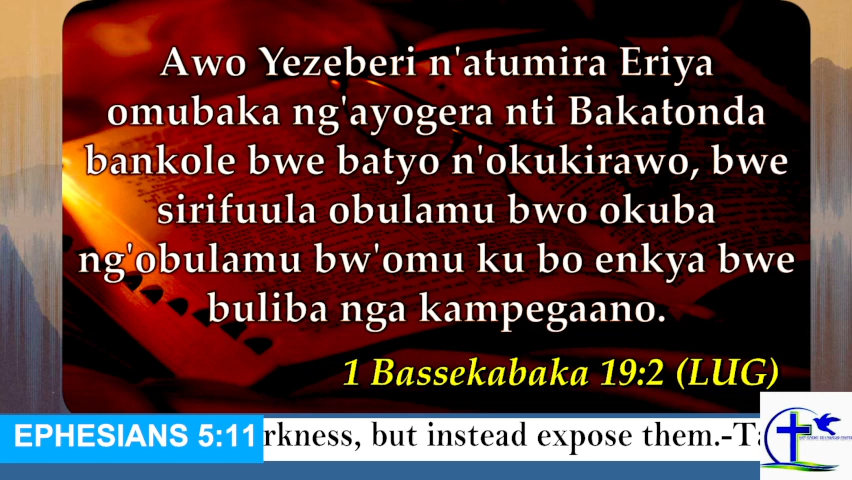 Awo Yezeberi n'atumira Eriya
omubaka ng'ayogera nti Bakatonda
bankole bwe batyo n'okukirawo, bwe
sirifuula obulamu bwo okuba
ng'obulamu bw'omu ku bo enkya bwe
buliba nga kampegaano.
1 Bassekabaka 19:2 (LUG)
EPHESIANS 5:11
rkness, but instead expose them.-Ta